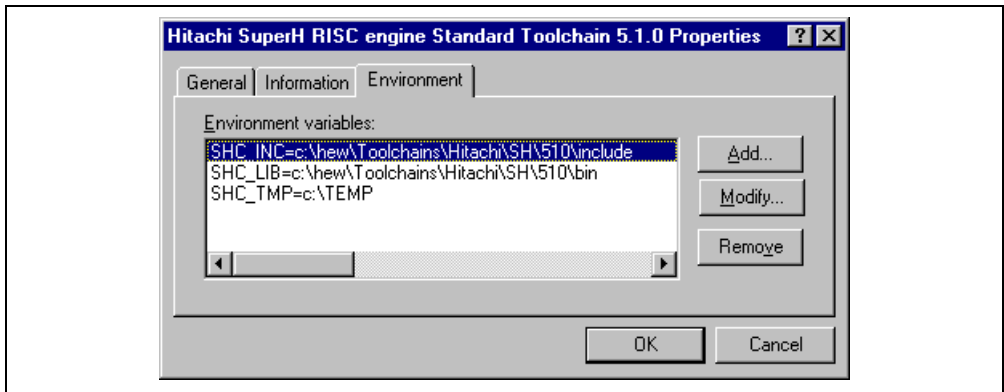 Hitachi SuperH RISC engine Standard Toolchain 5.1.0 Properties
General Information Environment
Environment variables:
SHC_INC=c:\hew\Toolchains\Hitachi\SH\510\include
SHC_LIB=c:\hew\Toolchains\Hitachi\SH\510\bin
SHC_TMP=c:\TEMP
Add...
Modify...
Remove
OK Cancel